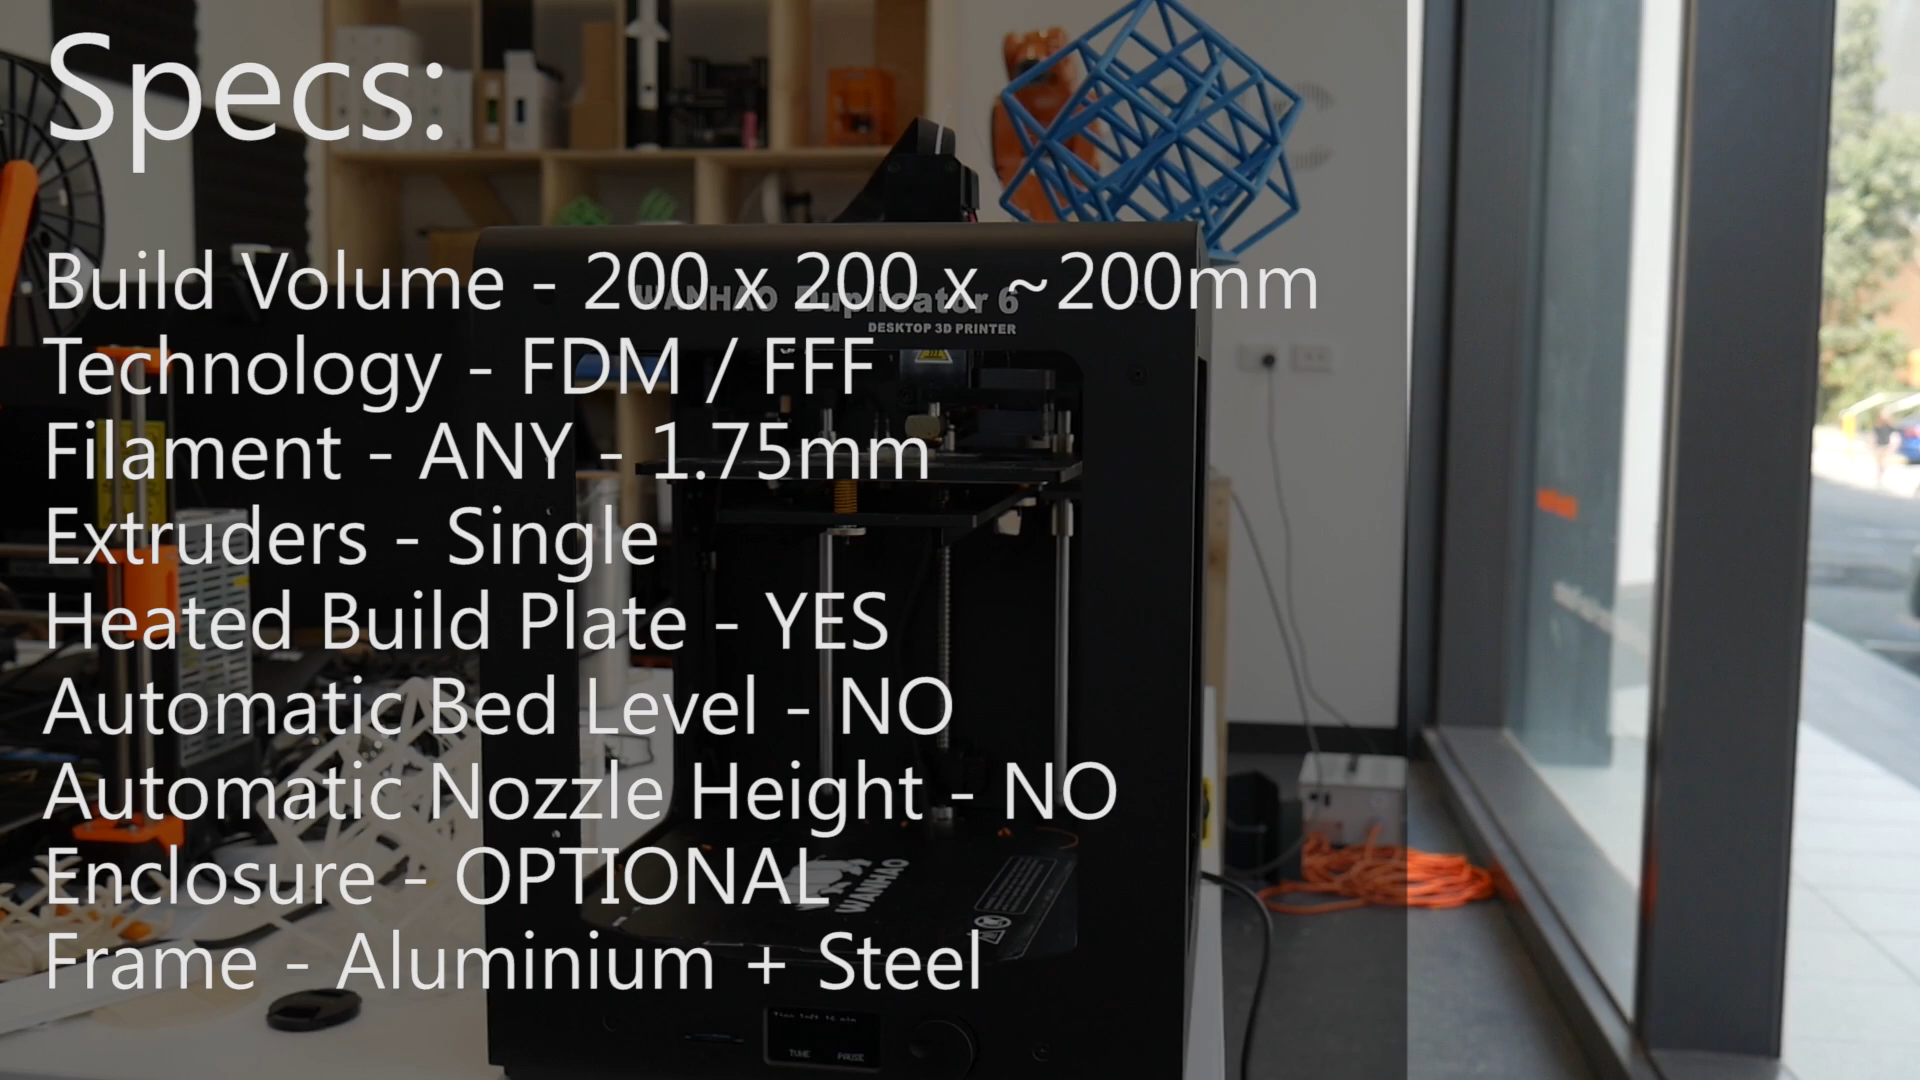 Specs:
Build Volume - 200 x 200 x ~200mm
WANHAO Duplicator 6
DESKTOP 3D PRINTER
Technology - FDM / FFF
Filament - ANY - 1.75mm
Extruders - Single
Heated Build Plate - YES
Automatic Bed Level - NO
Automatic Nozzle Height - NO
Enclosure - OPTIONAL
WANHAO
Frame - Aluminium + Steel
TUNE PAUSE